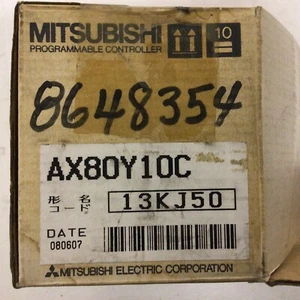 MITSUBISHI
PROGRAMMABLE CONTROLLER
10
8648354
AX80Y10C
形名
コード 13KJ50
DATE
080607
MITSUBISHI ELECTRIC CORPORATION